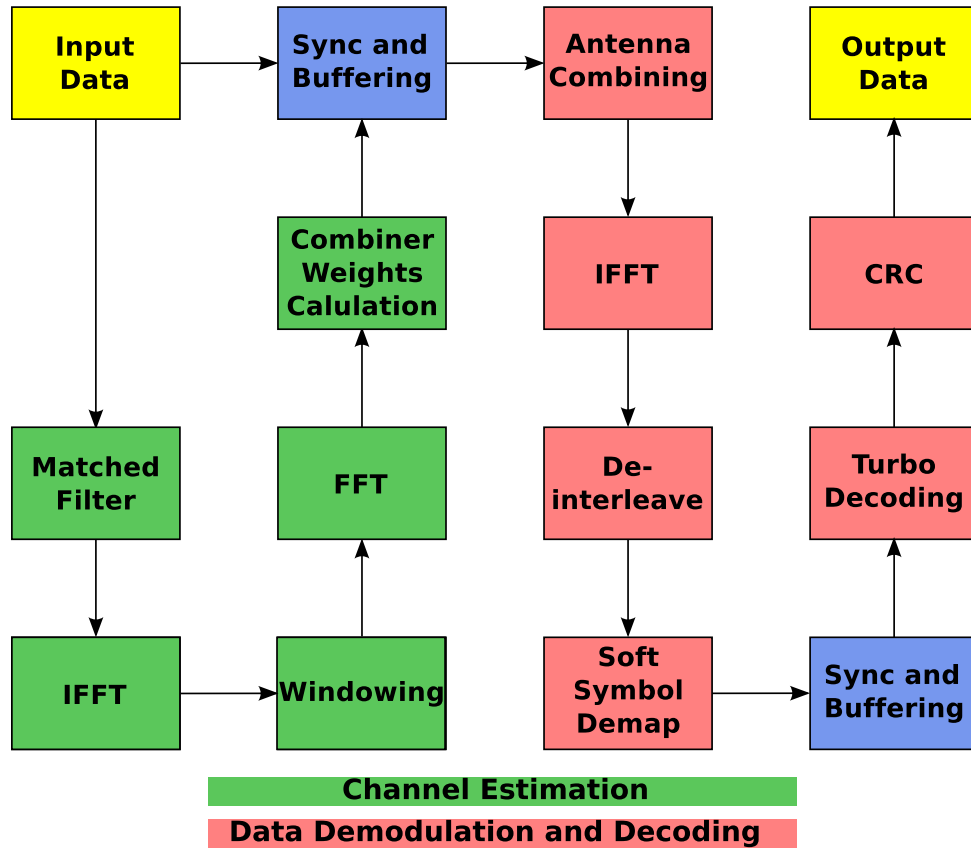 Input
Data
Sync and
Buffering
Antenna
Combining
Output
Data
Combiner
Weights
Calulation
IFFT
CRC
Matched
Filter
FFT
De-
interleave
Turbo
Decoding
IFFT
Windowing
Soft
Symbol
Demap
Sync and
Buffering
Channel Estimation
Data Demodulation and Decoding